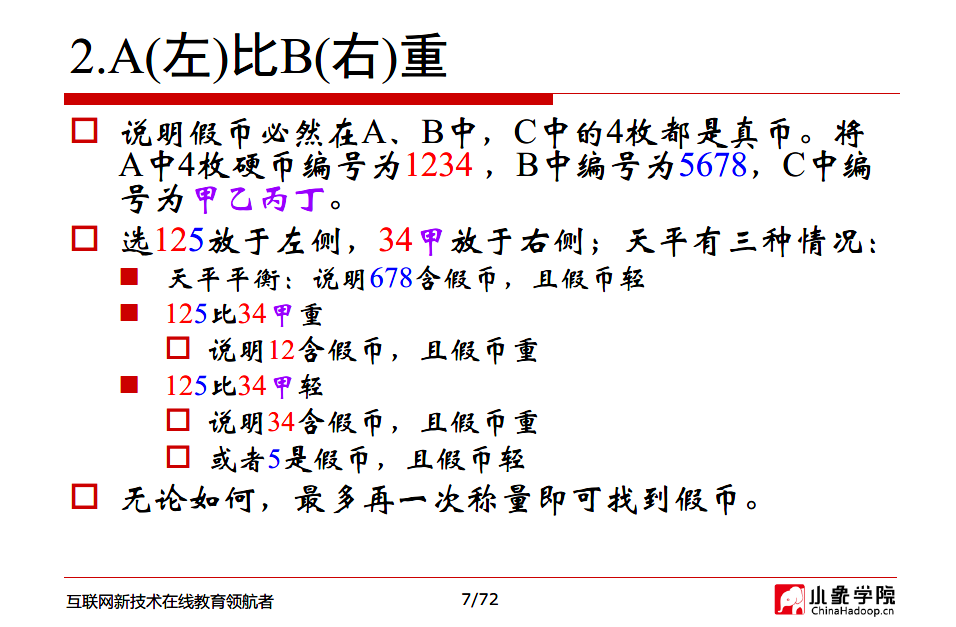 2.A(左)比B(右)重
说明假币必然在A、B中，C中的4枚都是真币。将
A中4枚硬币编号为1234 ，B中编号为5678，C中编
号为甲乙丙丁。
选125放于左侧，34甲放于右侧；天平有三种情况：
天平平衡：说明678含假币，且假币轻
125比34甲重
说明12含假币，且假币重
125比34甲轻
说明34含假币，且假币重
或者5是假币，且假币轻
无论如何，最多再一次称量即可找到假币。
互联网新技术在线教育领航者
7/72
小象学院
ChinaHadoop.cn